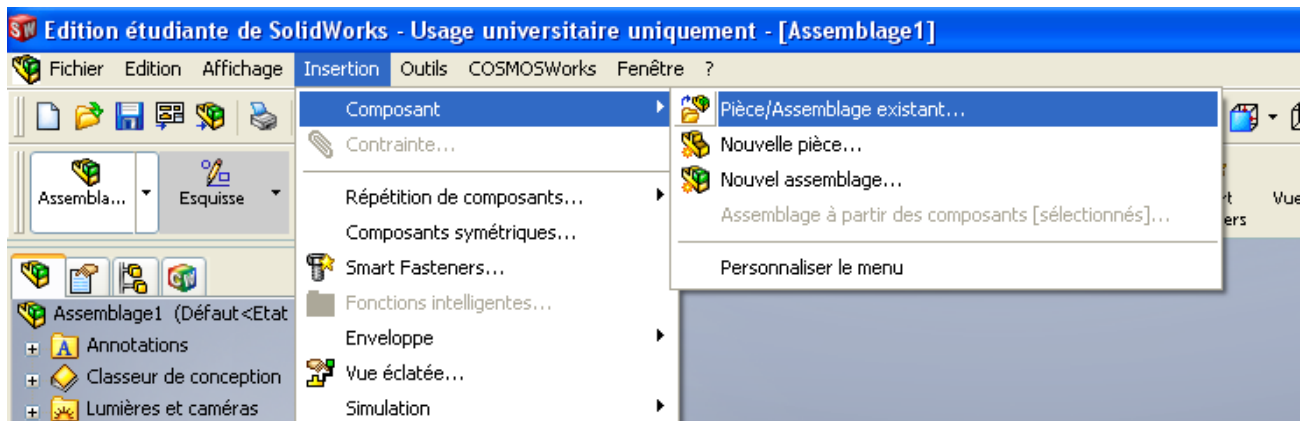 Edition étudiante de SolidWorks - Usage universitaire uniquement - [Assemblage1]
Fichier Edition Affichage Insertion Outils COSMOSWorks Fenêtre ?
Composant
Pièce/Assemblage existant...
Contrainte...
Nouvelle pièce...
Nouvel assemblage...
Assemblage à partir des composants [sélectionnés]...
Personnaliser le menu
Assembla... Esquisse
Vue
Répétition de composants...
Composants symétriques...
Smart Fasteners...
Fonctions intelligentes...
Enveloppe
Vue éclatée...
Simulation
Assemblage1 (Défaut<Etat
Annotations
Classeur de conception
Lumières et caméras